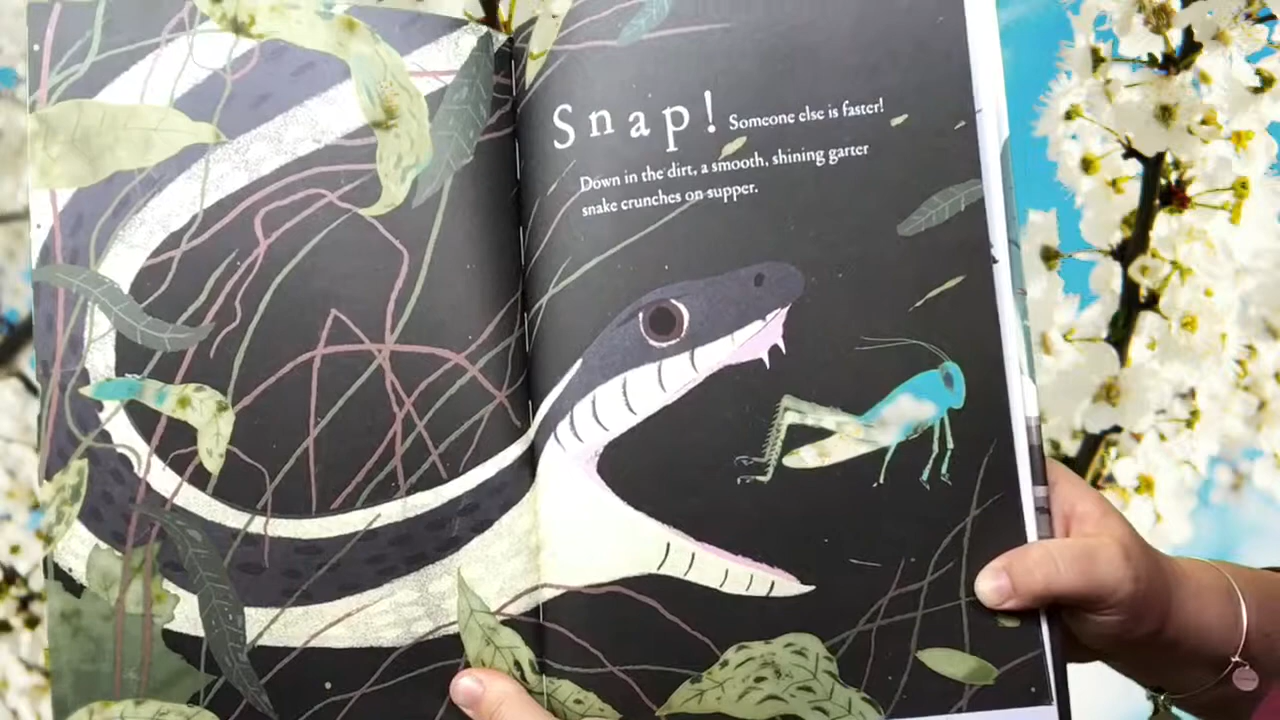 Snap! Someone else is faster!
Down in the dirt, a smooth, shining garter
snake crunches on supper.